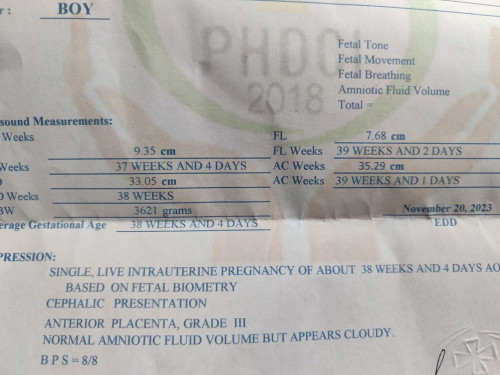 r : BOY
PHDCI
2018
Fetal Tone
Fetal Movement
Fetal Breathing
Amniotic Fluid Volume
Total =
sound Measurements:
Weeks
9.35 cm
Weeks 37 WEEKS AND 4 DAYS
33.05 cm
Weeks 38 WEEKS
BW 3621 grams
erage Gestational Age 38 WEEKS AND 4 DAYS
FL 7.68 cm
FL Weeks 39 WEEKS AND 2 DAYS
AC 35.29 cm
AC Weeks 39 WEEKS AND 1 DAYS
November 20, 2023
EDD
PRESSION:
SINGLE, LIVE INTRAUTERINE PREGNANCY OF ABOUT 38 WEEKS AND 4 DAYS AO
BASED ON FETAL BIOMETRY
CEPHALIC PRESENTATION
ANTERIOR PLACENTA, GRADE III
NORMAL AMNIOTIC FLUID VOLUME BUT APPEARS CLOUDY.
B P S = 8/8